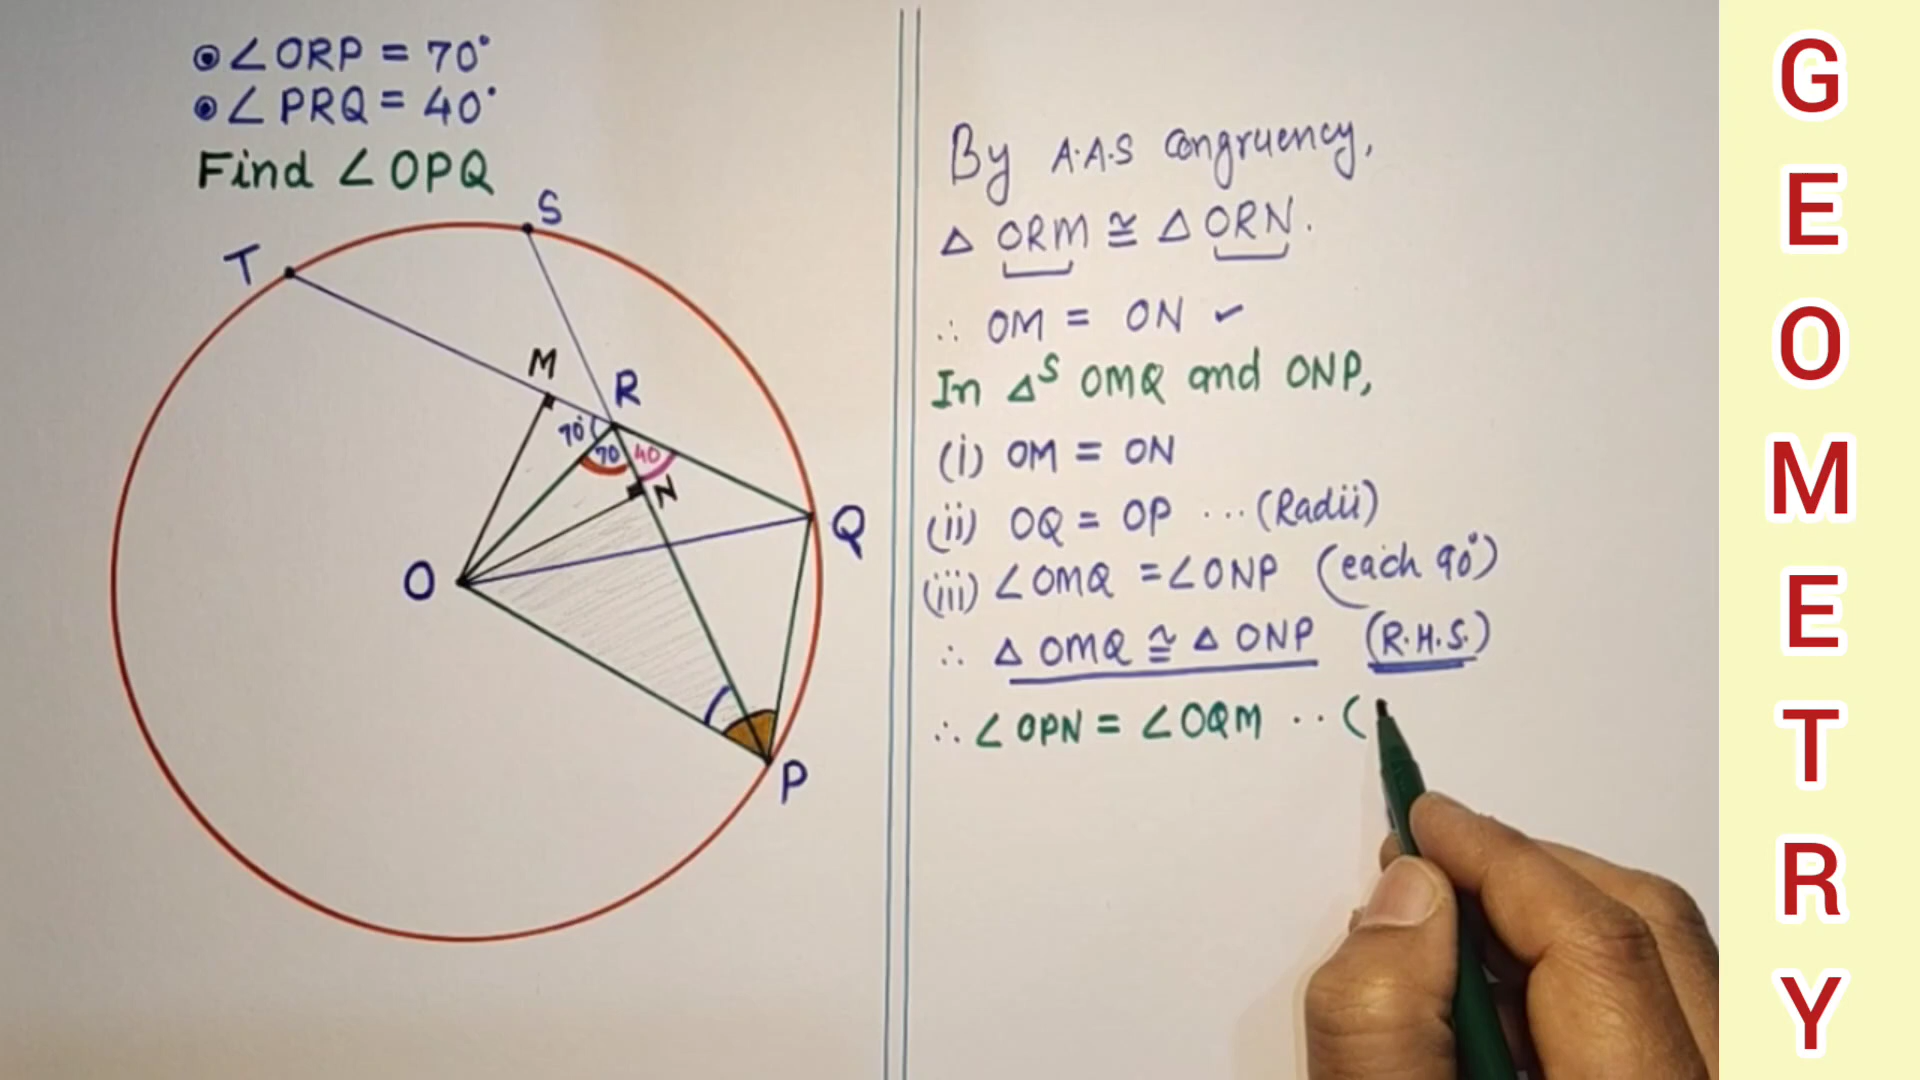 ∠ORP = 70°
∠PRQ = 40°
Find ∠OPQ
S
T
M
R
70°
70
40
N
Q
O
P
By A.A.S congruency,
Δ ORM ≅ Δ ORN.
∴ OM = ON ✓
In Δˢ OMQ and ONP,
(i) OM = ON
(ii) OQ = OP ...(Radii)
(iii) ∠OMQ = ∠ONP (each 90°)
∴ Δ OMQ ≅ Δ ONP (R.H.S.)
∴ ∠OPN = ∠OQM ..(
G
E
O
M
E
T
R
Y